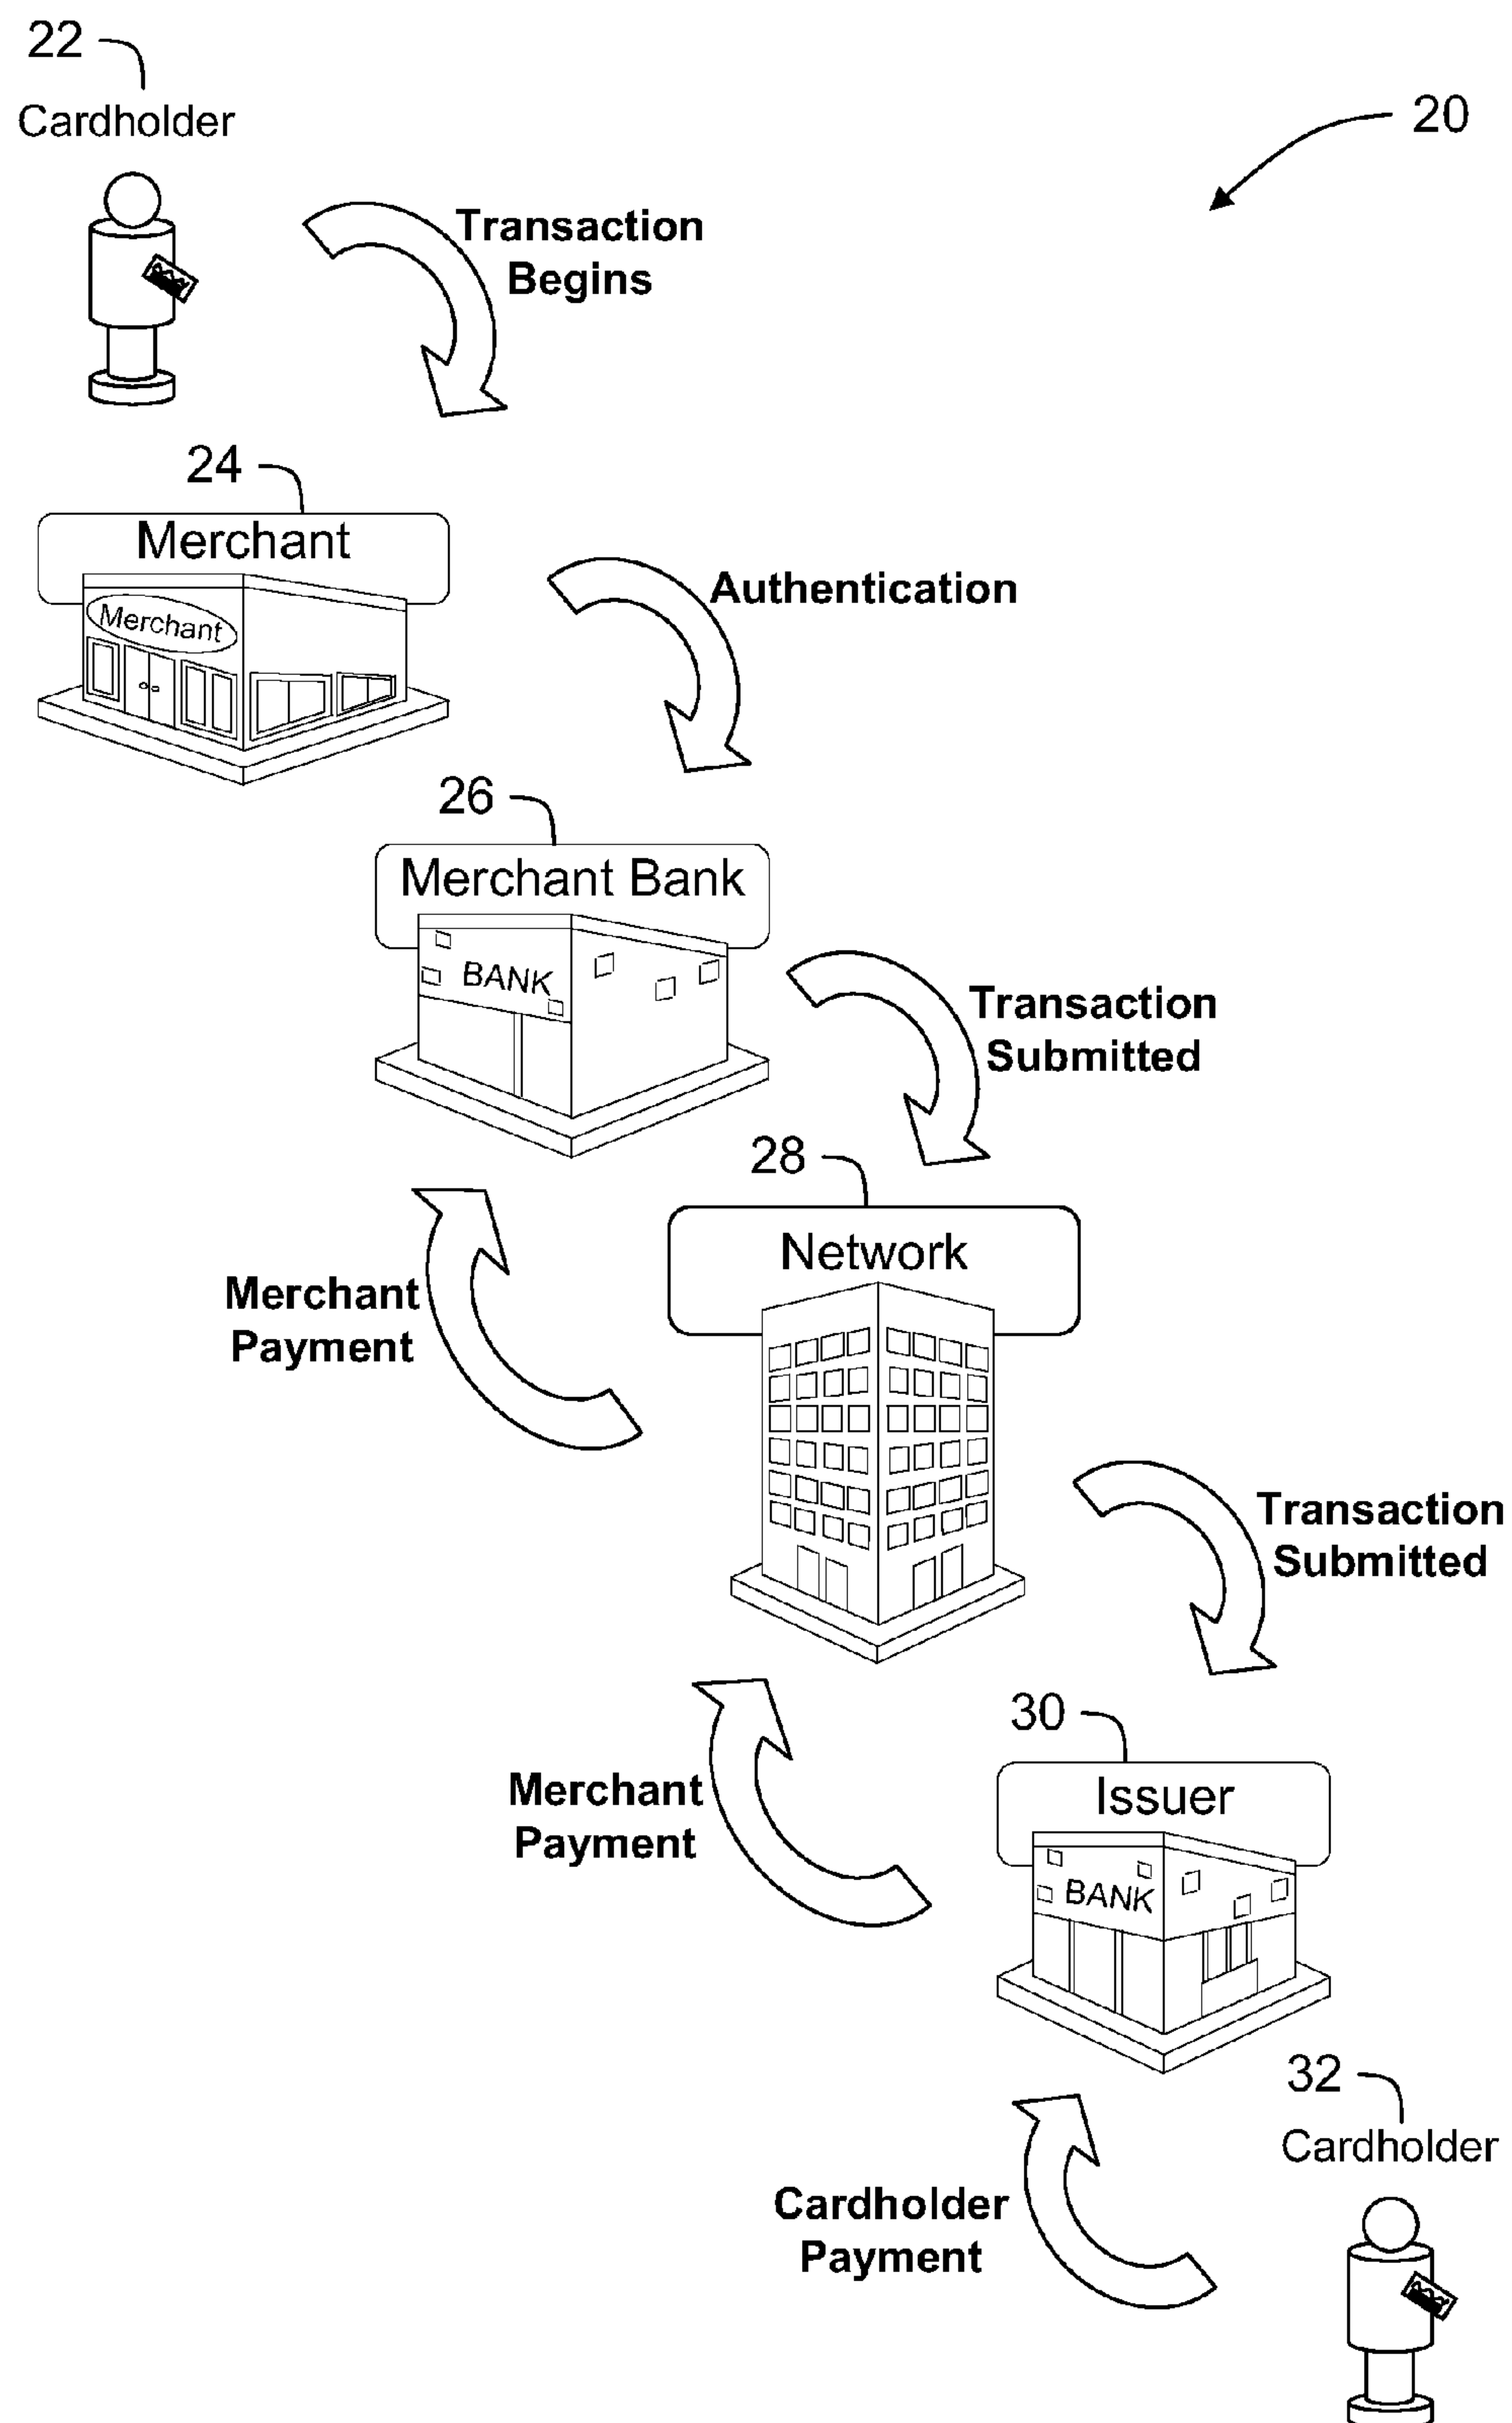 22
Cardholder
20
Transaction
Begins
24
Merchant
Merchant
Authentication
26
Merchant Bank
BANK
Transaction
Submitted
28
Network
Merchant
Payment
Transaction
Submitted
30
Issuer
BANK
Merchant
Payment
32
Cardholder
Cardholder
Payment